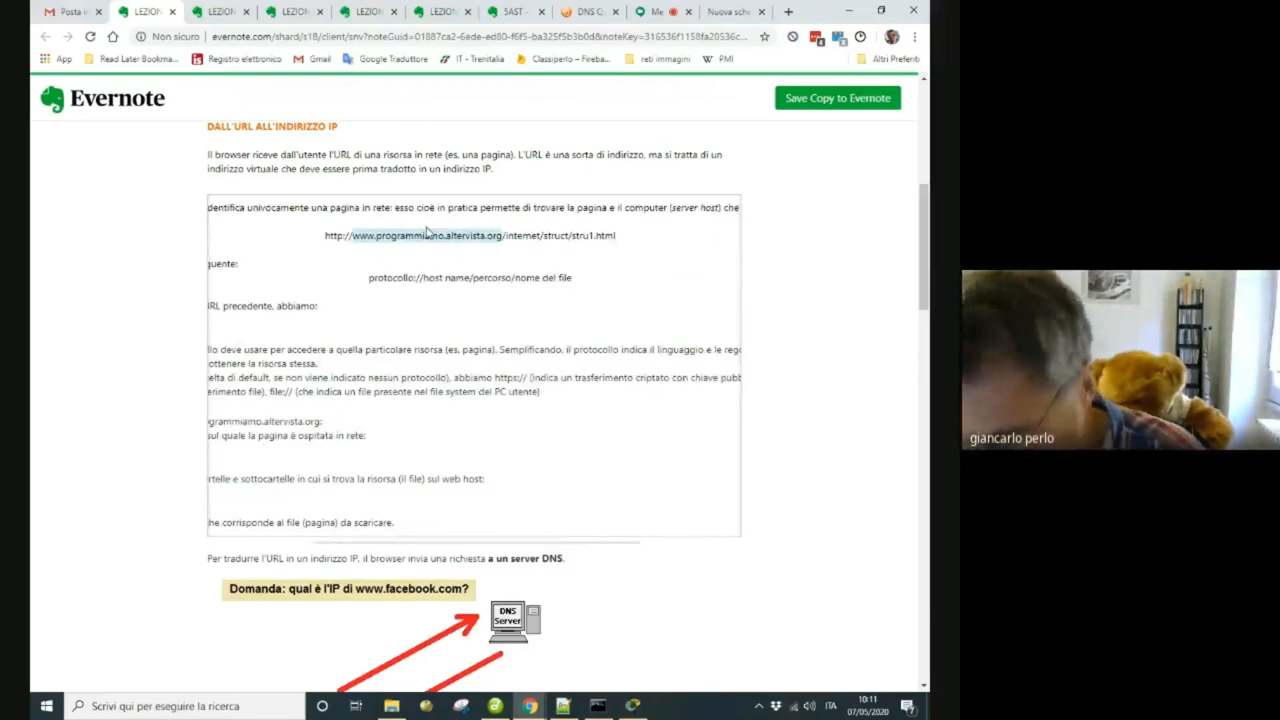 Posta in
LEZION
LEZION
LEZION
LEZION
LEZION
SAST -
DNS Q
Me
Nuova sche
Non sicuro
evernote.com/shard/s18/client/snv?noteGuid=01887ca2-6ede-ed80-f6f5-ba325f5b3b0d&noteKey=316536f1158fa20536c...
App
Read Later Bookma...
Registro elettronico
Gmail
Google Traduttore
IT - Trenitalia
Classiperlo – Fireba...
reti immagini
PMI
Altri Preferiti
Evernote
Save Copy to Evernote
DALL'URL ALL'INDIRIZZO IP
Il browser riceve dall'utente l'URL di una risorsa in rete (es. una pagina). L'URL è una sorta di indirizzo, ma si tratta di un
indirizzo virtuale che deve essere prima tradotto in un indirizzo IP.
dentifica univocamente una pagina in rete: esso cioè in pratica permette di trovare la pagina e il computer (server host) che
http://www.programmiamo.altervista.org/internet/struct/stru1.html
guente:
protocollo://host name/percorso/nome del file
RL precedente, abbiamo:
llo deve usare per accedere a quella particolare risorsa (es. pagina). Semplificando, il protocollo indica il linguaggio e le rego
ottenere la risorsa stessa.
celta di default, se non viene indicato nessun protocollo), abbiamo https:// (indica un trasferimento criptato con chiave pubb
erimento file), file:// (che indica un file presente nel file system del PC utente)
grammiamo.altervista.org:
sul quale la pagina è ospitata in rete:
rtelle e sottocartelle in cui si trova la risorsa (il file) sul web host:
he corrisponde al file (pagina) da scaricare.
Per tradurre l'URL in un indirizzo IP, il browser invia una richiesta a un server DNS.
Domanda: qual è l'IP di www.facebook.com?
DNS
Server
giancarlo perlo
Scrivi qui per eseguire la ricerca
ITA
10:11
07/05/2020